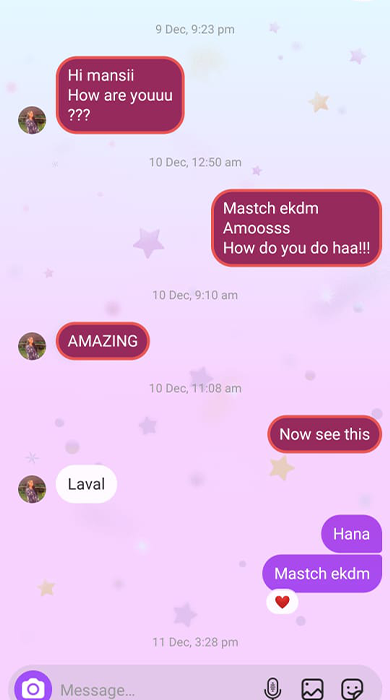 9 Dec, 9:23 pm
Hi mansii
How are youuu
???
10 Dec, 12:50 am
Mastch ekdm
Amoosss
How do you do haa!!!
10 Dec, 9:10 am
AMAZING
10 Dec, 11:08 am
Now see this
Laval
Hana
Mastch ekdm
11 Dec, 3:28 pm
Message...